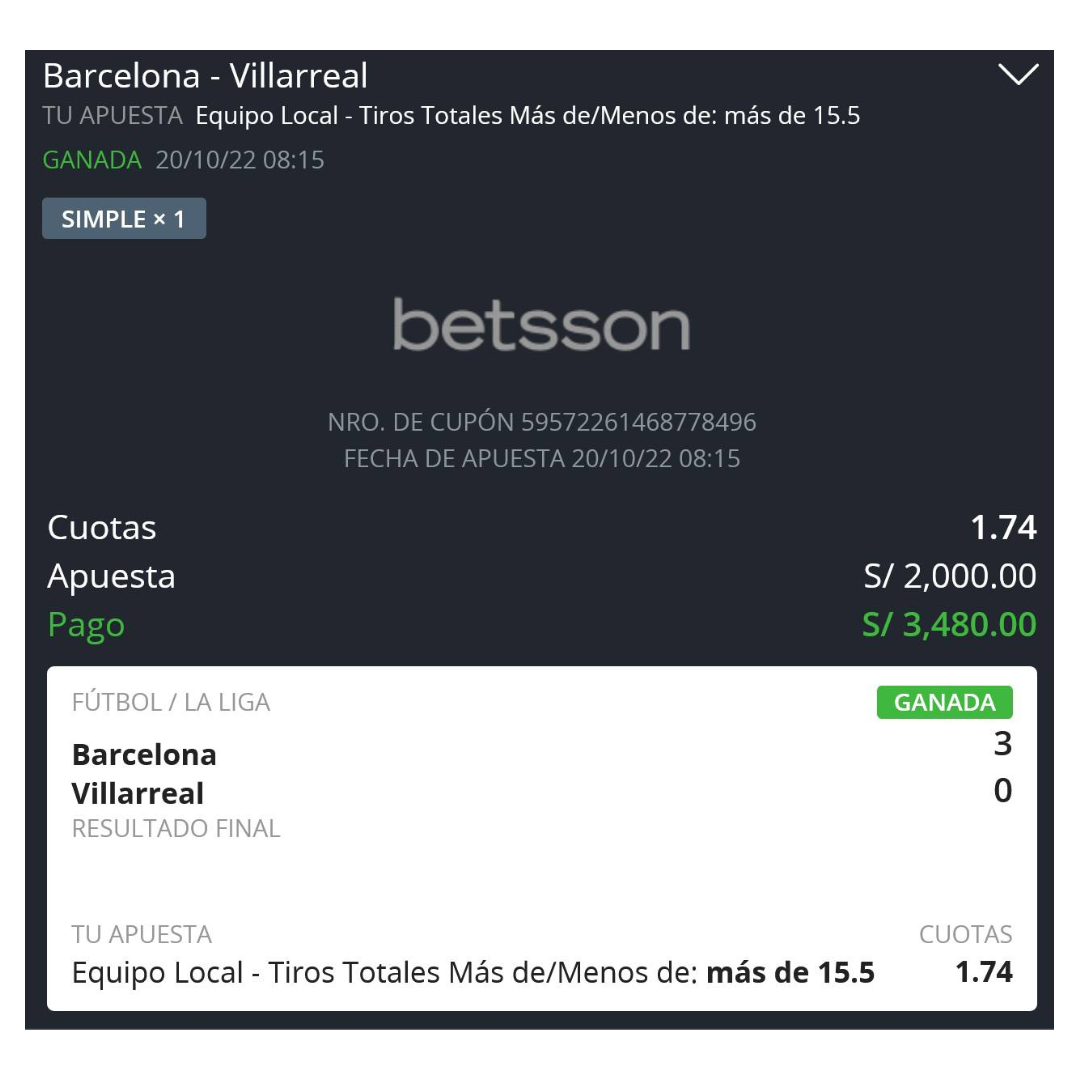 Barcelona - Villarreal
TU APUESTA Equipo Local - Tiros Totales Más de/Menos de: más de 15.5
GANADA 20/10/22 08:15
SIMPLE × 1
betsson
NRO. DE CUPÓN 59572261468778496
FECHA DE APUESTA 20/10/22 08:15
Cuotas 1.74
Apuesta S/ 2,000.00
Pago S/ 3,480.00
FÚTBOL / LA LIGA GANADA
Barcelona 3
Villarreal 0
RESULTADO FINAL
TU APUESTA CUOTAS
Equipo Local - Tiros Totales Más de/Menos de: más de 15.5 1.74